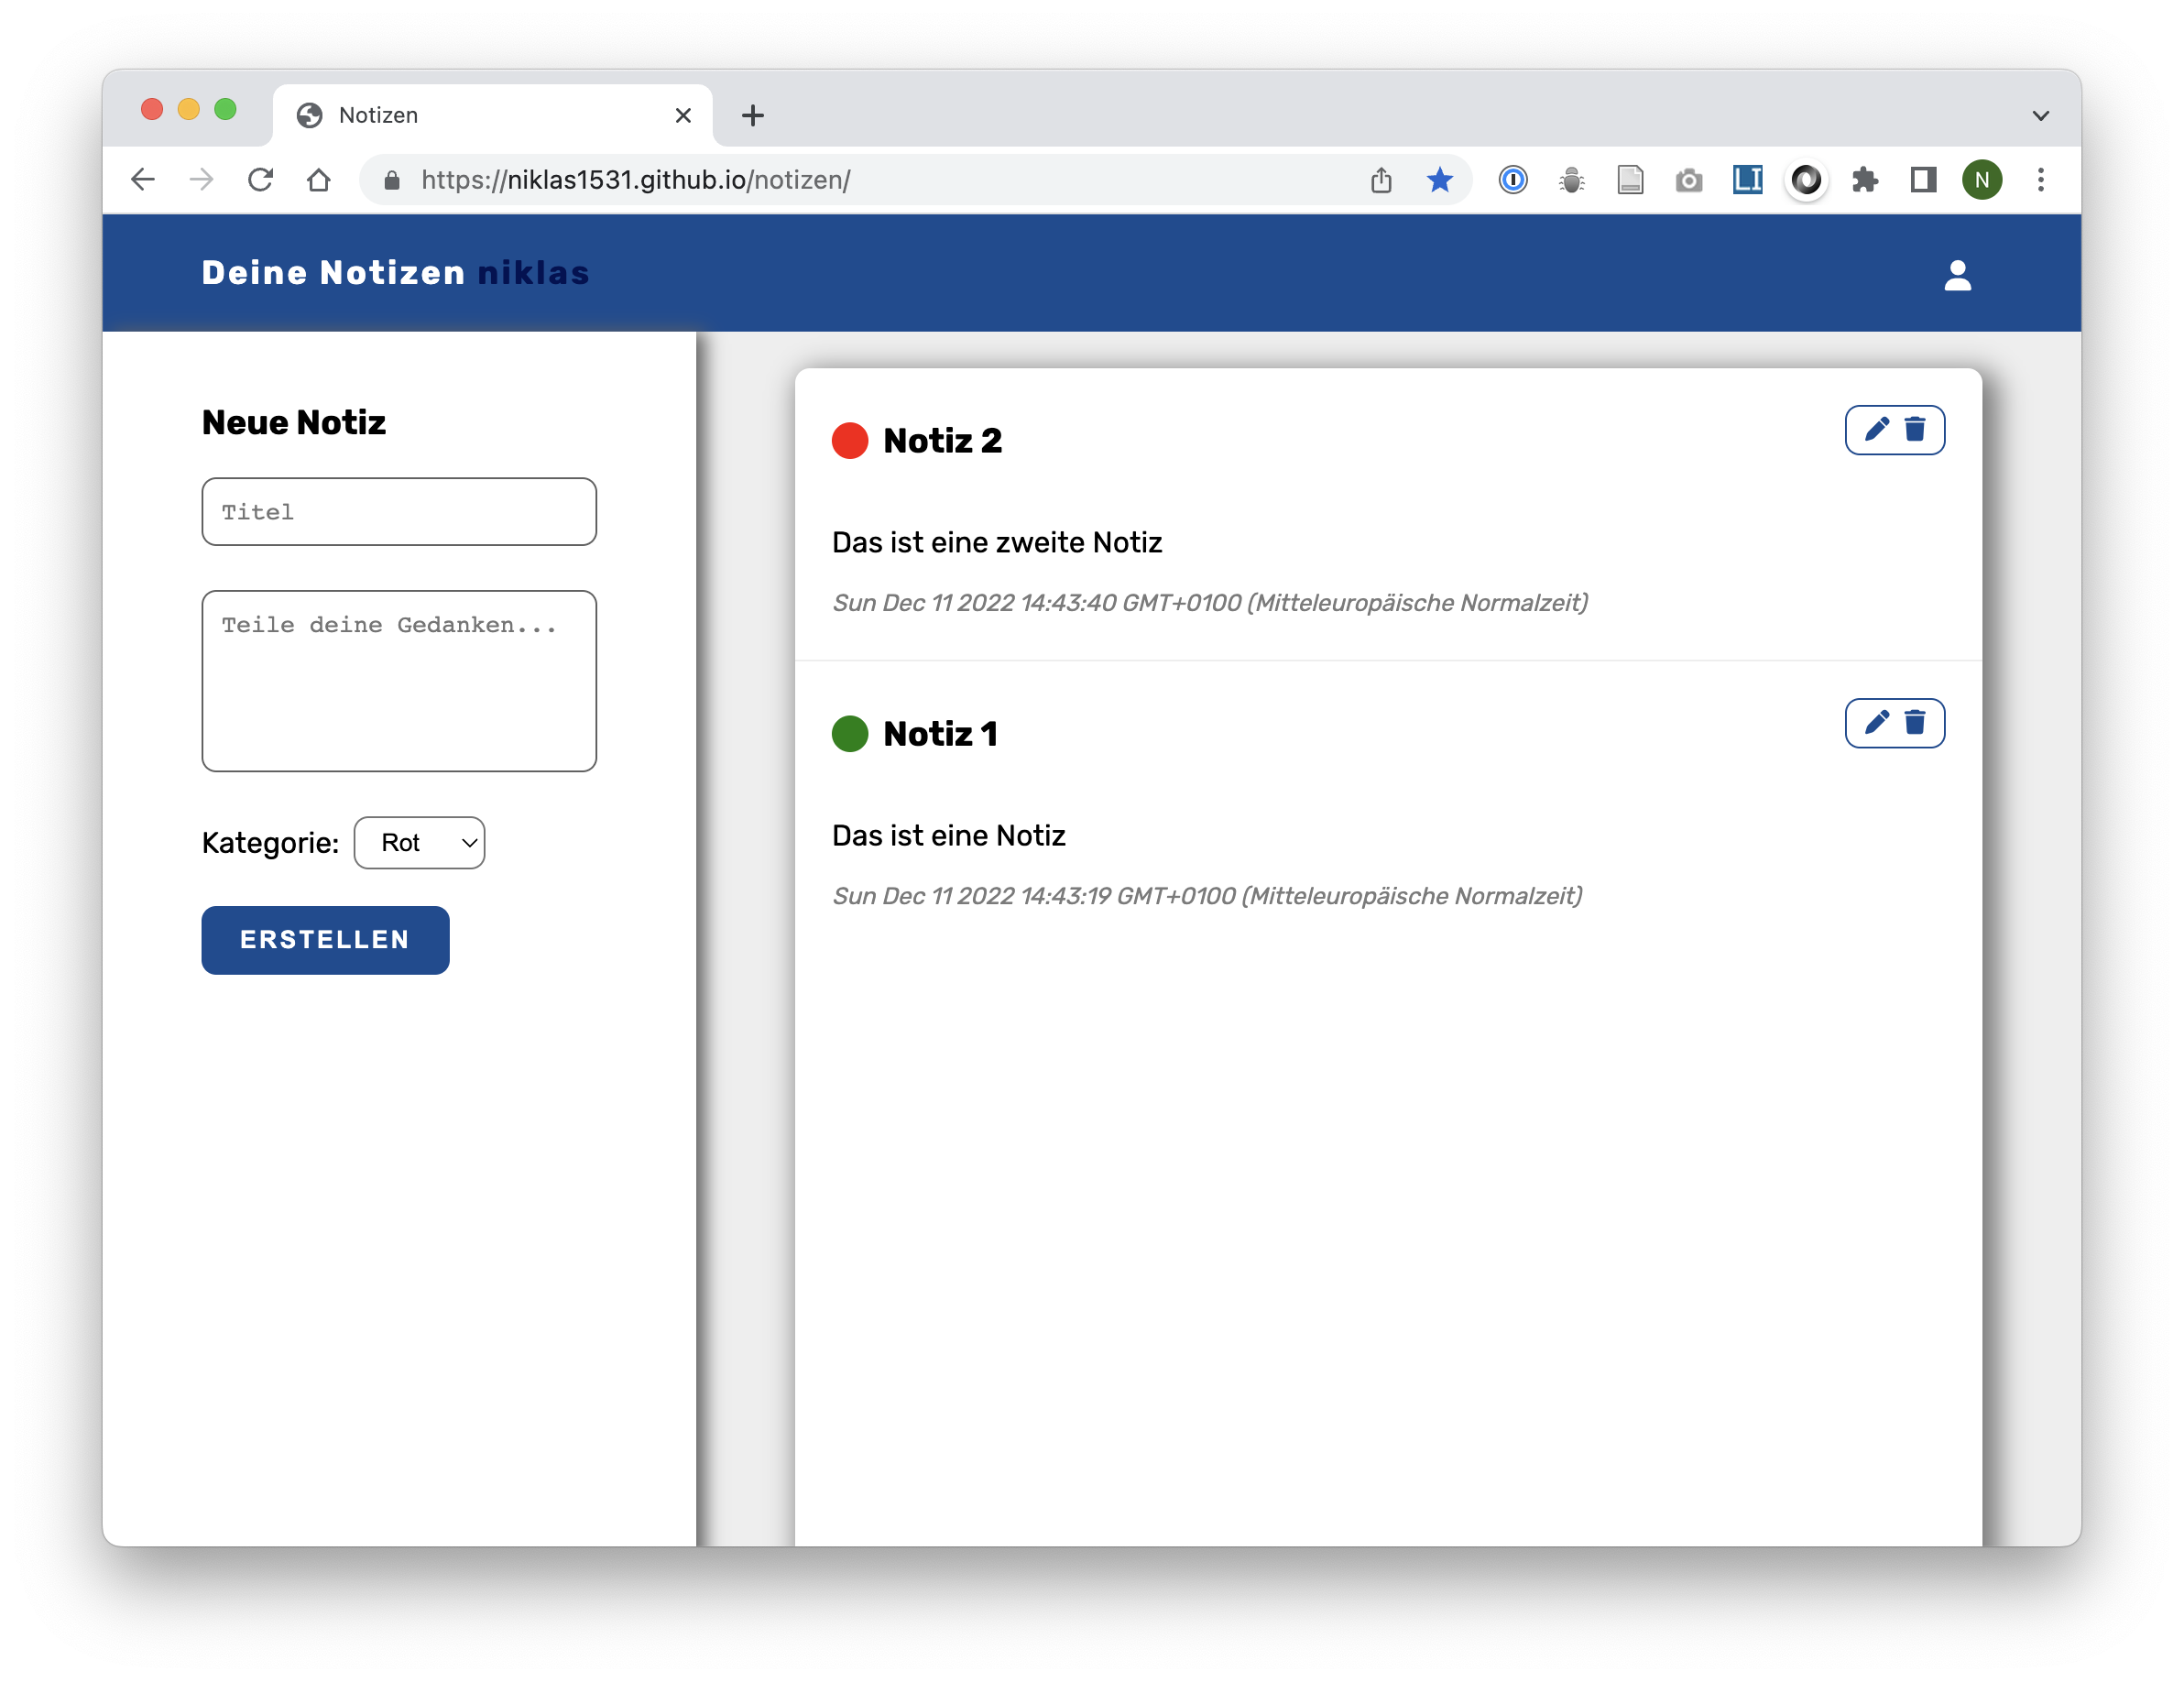 Notizen
https://niklas1531.github.io/notizen/
LI
N
Deine Notizen niklas
Neue Notiz
Titel
Teile deine Gedanken...
Kategorie: Rot
ERSTELLEN
Notiz 2
Das ist eine zweite Notiz
Sun Dec 11 2022 14:43:40 GMT+0100 (Mitteleuropäische Normalzeit)
Notiz 1
Das ist eine Notiz
Sun Dec 11 2022 14:43:19 GMT+0100 (Mitteleuropäische Normalzeit)